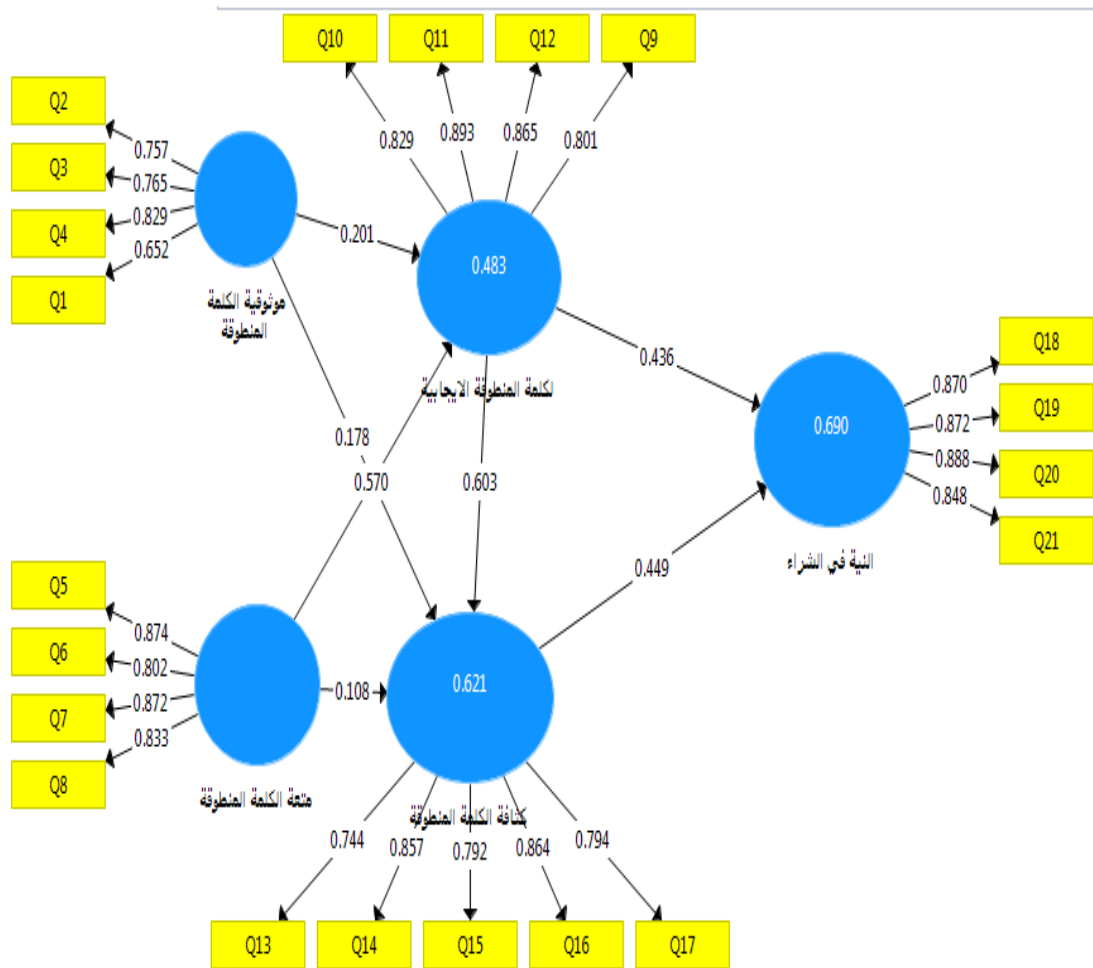 Q10 Q11 Q12 Q9
0.829 0.893 0.865 0.801
Q2
Q3
Q4
Q1
0.757
0.765
0.829
0.652
موثوقية الكلمة
المنطوقة
0.201
0.483
لكلمة المنطوقة الايجابية
0.436
0.178
0.570
0.603
0.690
النية في الشراء
Q18
Q19
Q20
Q21
0.870
0.872
0.888
0.848
0.449
Q5
Q6
Q7
Q8
0.874
0.802
0.872
0.833
متعة الكلمة المنطوقة
0.108
0.621
كثافة الكلمة المنطوقة
0.744 0.857 0.792 0.864 0.794
Q13 Q14 Q15 Q16 Q17